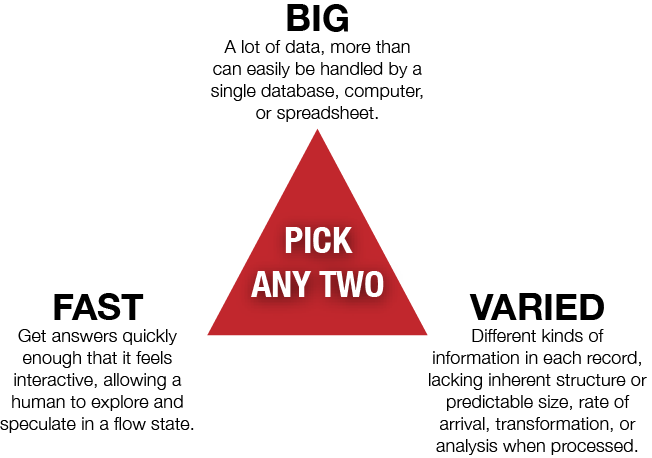 BIG
A lot of data, more than
can easily be handled by a
single database, computer,
or spreadsheet.
PICK
ANY TWO
FAST
Get answers quickly
enough that it feels
interactive, allowing a
human to explore and
speculate in a flow state.
VARIED
Different kinds of
information in each record,
lacking inherent structure or
predictable size, rate of
arrival, transformation, or
analysis when processed.